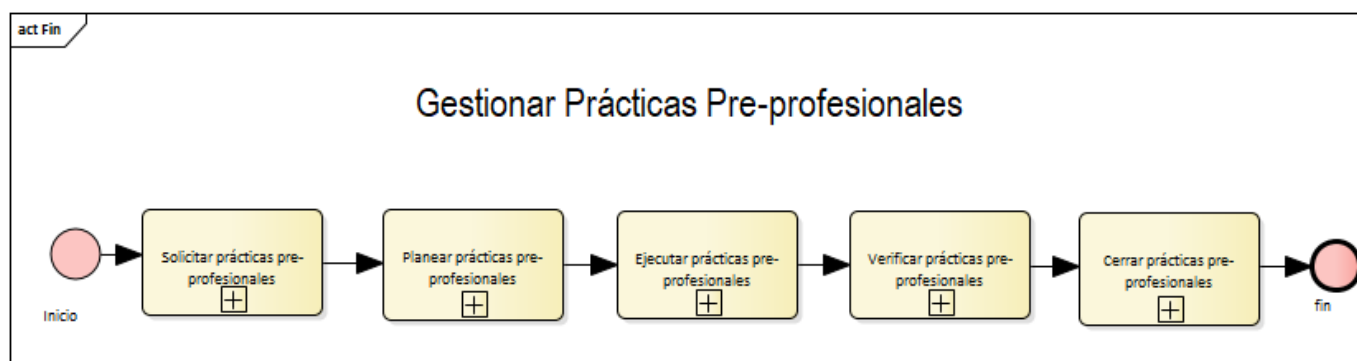 act Fin
Gestionar Prácticas Pre-profesionales
Solicitar prácticas pre-
profesionales
Planear prácticas pre-
profesionales
Ejecutar prácticas pre-
profesionales
Verificar prácticas pre-
profesionales
Cerrar prácticas pre-
profesionales
Inicio
fin